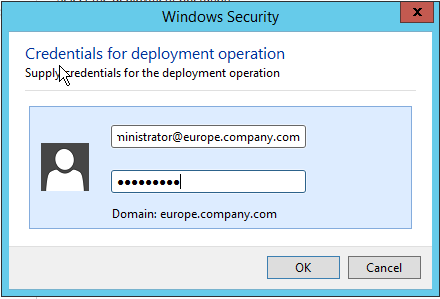 Windows Security
x
Credentials for deployment operation
Supply credentials for the deployment operation
ministrator@europe.company.com
●●●●●●●●●
Domain: europe.company.com
OK
Cancel